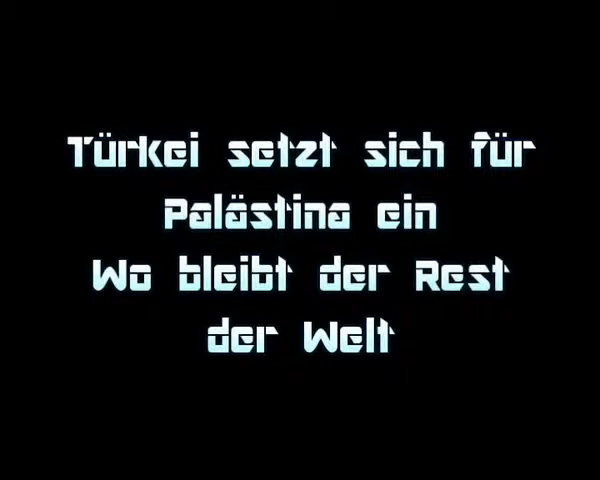 Türkei setzt sich für
Palästina ein
Wo bleibt der Rest
der Welt